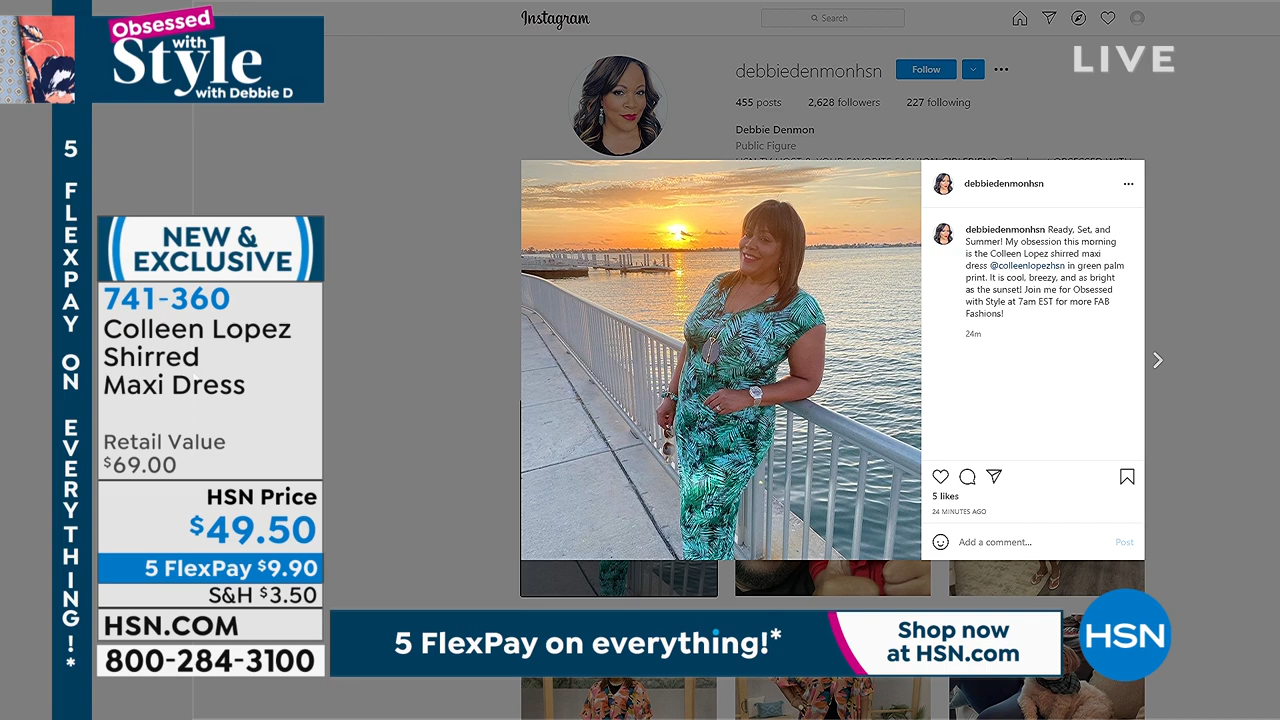 Obsessed
with
Style
with Debbie D
5 FLEXPAY ON EVERYTHING!*
NEW &
EXCLUSIVE
741-360
Colleen Lopez
Shirred
Maxi Dress
Retail Value
$69.00
HSN Price
$49.50
5 FlexPay $9.90
S&H $3.50
HSN.COM
800-284-3100
Instagram
Search
LIVE
debbiedenmonhsn
Follow
455 posts 2,628 followers 227 following
Debbie Denmon
Public Figure
debbiedenmonhsn
debbiedenmonhsn Ready, Set, and
Summer! My obsession this morning
is the Colleen Lopez shirred maxi
dress @colleenlopezhsn in green palm
print. It is cool, breezy, and as bright
as the sunset! Join me for Obsessed
with Style at 7am EST for more FAB
Fashions!
24m
5 likes
24 MINUTES AGO
Add a comment...
Post
5 FlexPay on everything!*
Shop now
at HSN.com
HSN